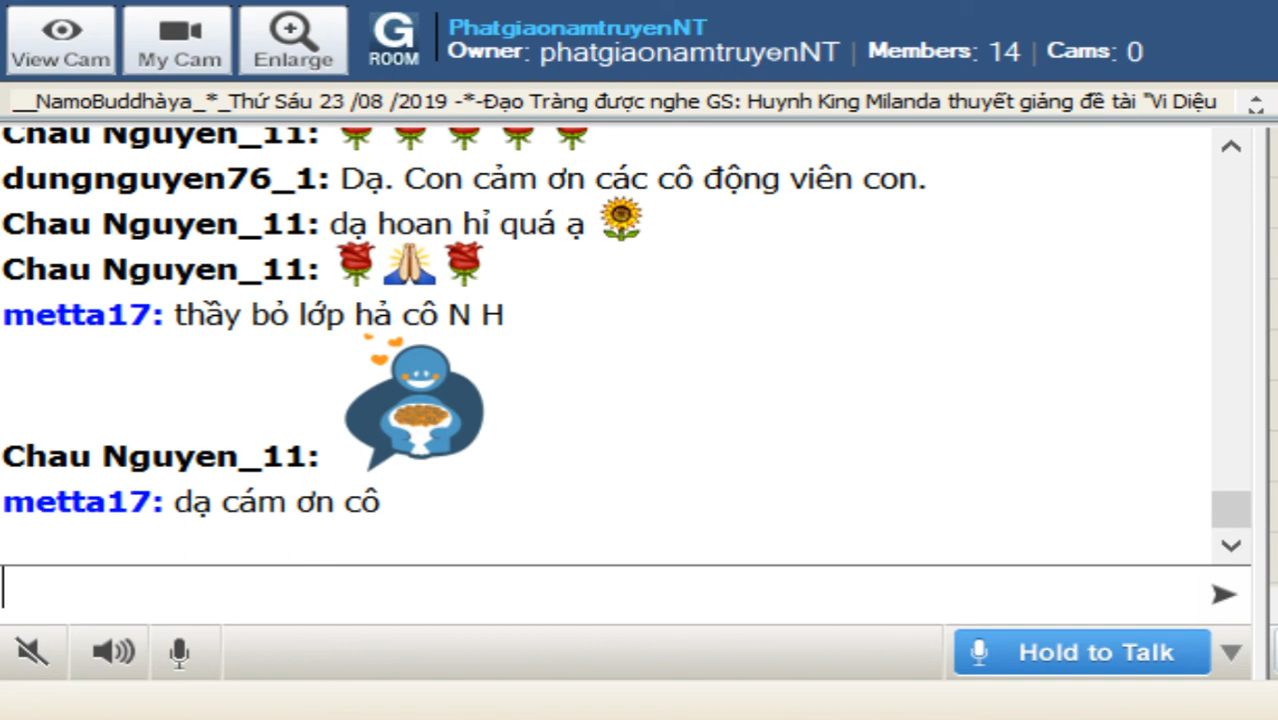 View Cam
My Cam
Enlarge
G
ROOM
PhatgiaonamtruyenNT
Owner: phatgiaonamtruyenNT | Members: 14 | Cams: 0
__NamoBuddhàya_*_Thứ Sáu 23 /08 /2019 -*-Đạo Tràng được nghe GS: Huynh King Milanda thuyết giảng đề tài "Vi Diệu
Chau Nguyen_11:
dungnguyen76_1: Dạ. Con cảm ơn các cô động viên con.
Chau Nguyen_11: dạ hoan hỉ quá ạ
Chau Nguyen_11:
metta17: thầy bỏ lớp hả cô N H
Chau Nguyen_11:
metta17: dạ cám ơn cô
Hold to Talk